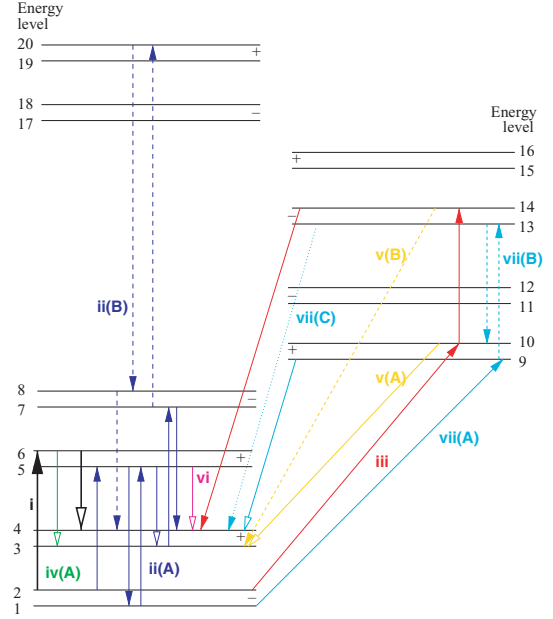 Energy
level
20
19
+
18
17
−
Energy
level
16
15
+
14
13
−
v(B)
vii(B)
ii(B)
12
11
−
vii(C)
10
9
+
8
7
−
v(A)
vii(A)
6
5
+
i
vi
iii
4
3
+
iv(A)
ii(A)
2
1
−